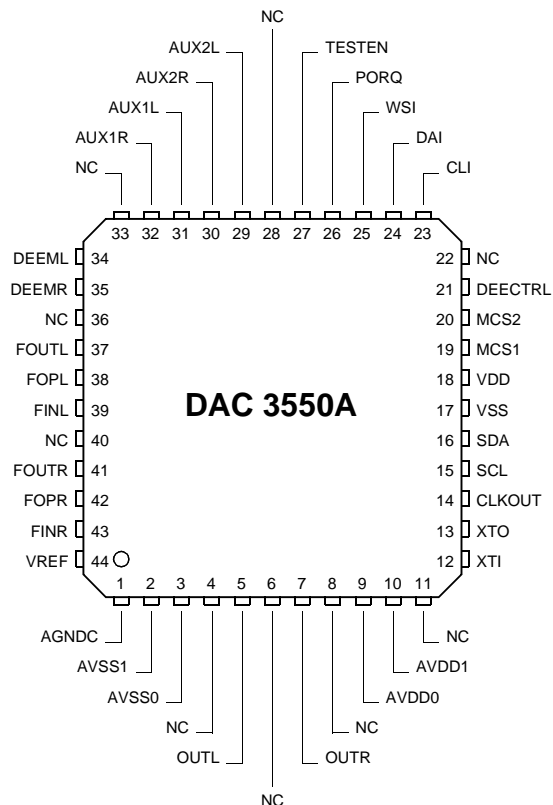 NC
AUX2L
TESTEN
AUX2R
PORQ
AUX1L
WSI
AUX1R
DAI
NC
CLI
33 32 31 30 29 28 27 26 25 24 23
DEEML 34 22 NC
DEEMR 35 21 DEECTRL
NC 36 20 MCS2
FOUTL 37 19 MCS1
FOPL 38 18 VDD
FINL 39 DAC 3550A 17 VSS
NC 40 16 SDA
FOUTR 41 15 SCL
FOPR 42 14 CLKOUT
FINR 43 13 XTO
VREF 44 12 XTI
1 2 3 4 5 6 7 8 9 10 11
AGNDC
NC
AVSS1
AVDD1
AVSS0
AVDD0
NC
NC
OUTL
OUTR
NC